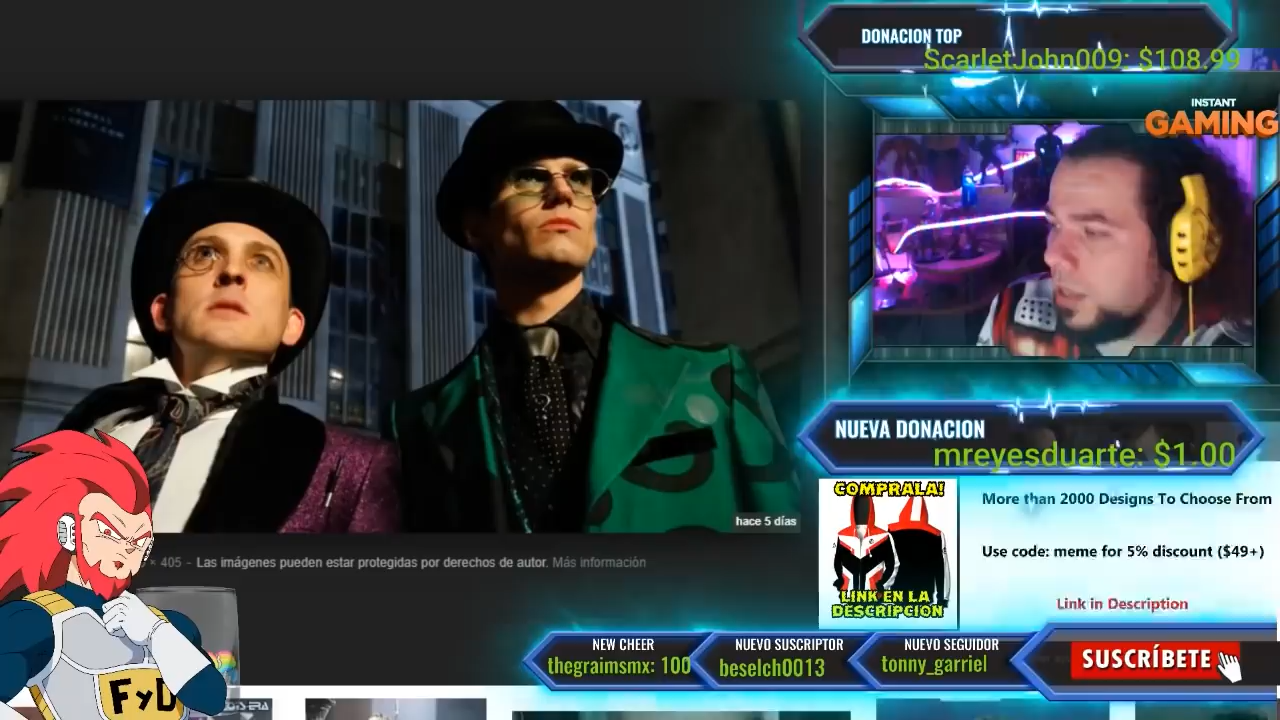 DONACION TOP
ScarletJohn009: $108.99
INSTANT
GAMING
NUEVA DONACION
mreyesduarte: $1.00
hace 5 días
× 405 - Las imágenes pueden estar protegidas por derechos de autor. Más información
COMPRALA!
LINK EN LA
DESCRIPCION
More than 2000 Designs To Choose From
Use code: meme for 5% discount ($49+)
Link in Description
NEW CHEER
thegraimsmx: 100
NUEVO SUSCRIPTOR
beselch0013
NUEVO SEGUIDOR
tonny_garriel
SUSCRÍBETE
FyD